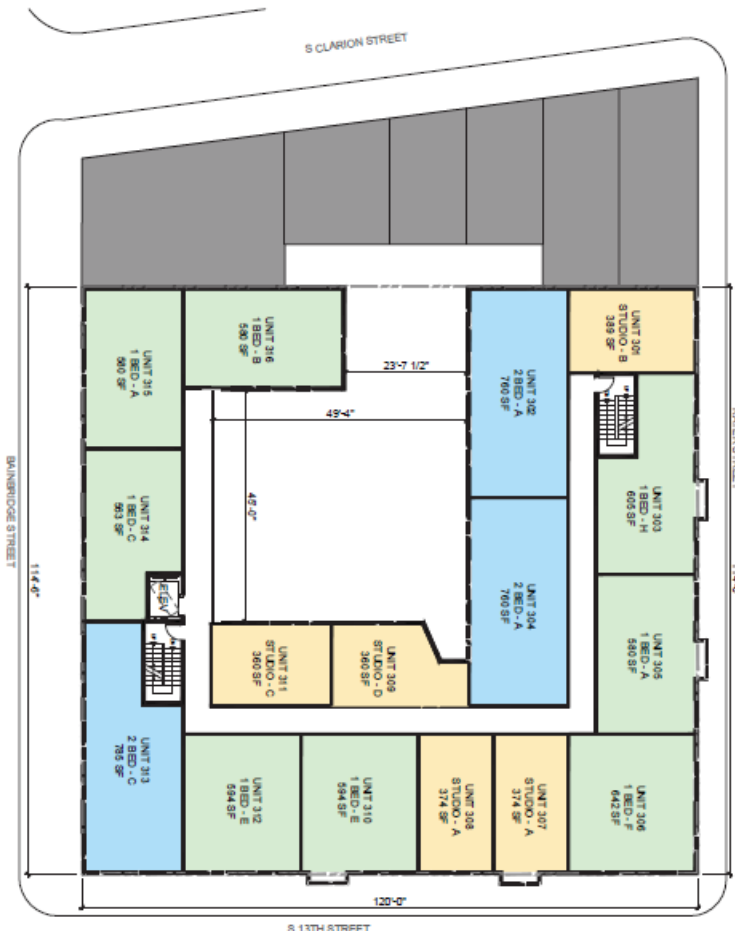 S CLARION STREET
UNIT 315
1 BED - A
580 SF
UNIT 316
1 BED - B
580 SF
UNIT 302
2 BED - A
760 SF
UNIT 301
STUDIO - B
389 SF
23'-7 1/2"
49'-4"
UP
UNIT 303
1 BED - H
605 SF
BAINBRIDGE STREET
114'-6"
UNIT 314
1 BED - C
563 SF
45'-0"
ELEV
UNIT 304
2 BED - A
760 SF
UNIT 305
1 BED - A
580 SF
UP
UNIT 311
STUDIO - C
360 SF
UNIT 309
STUDIO - D
360 SF
UNIT 313
2 BED - C
785 SF
UNIT 312
1 BED - E
594 SF
UNIT 310
1 BED - E
594 SF
UNIT 308
STUDIO - A
374 SF
UNIT 307
STUDIO - A
374 SF
UNIT 306
1 BED - F
642 SF
120'-0"
S 13TH STREET